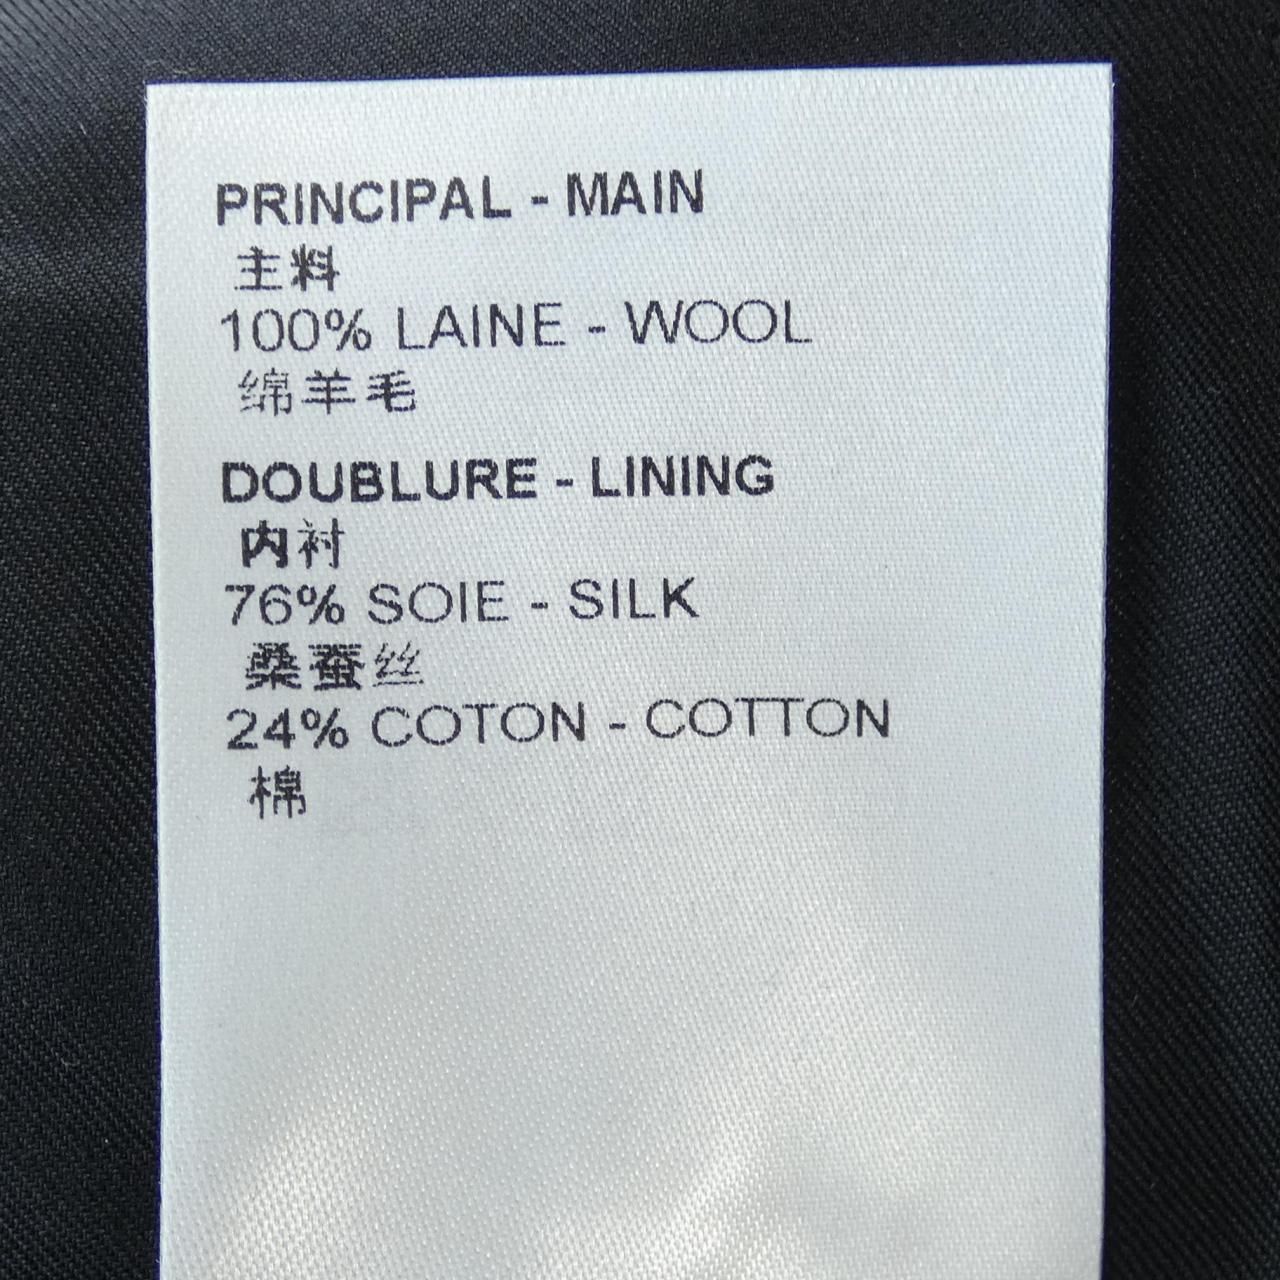 PRINCIPAL - MAIN
主料
100% LAINE - WOOL
绵羊毛
DOUBLURE - LINING
内衬
76% SOIE - SILK
桑蚕丝
24% COTON - COTTON
棉